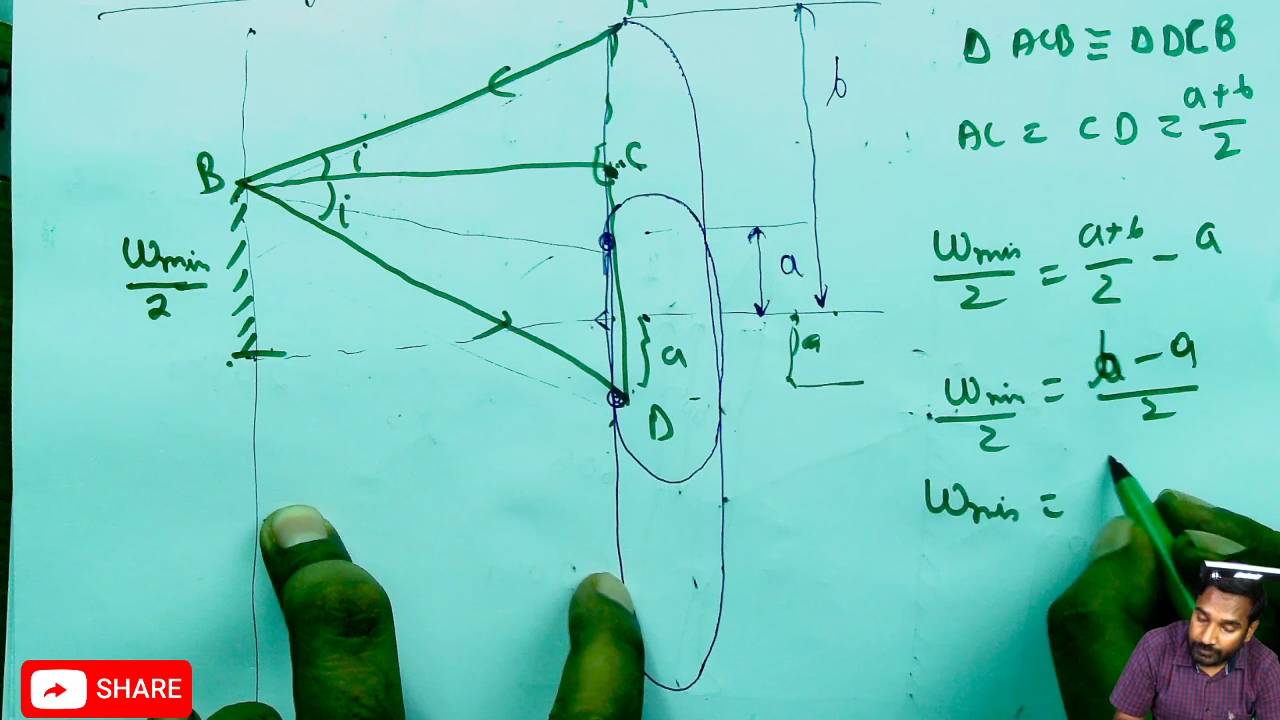 A
b
Δ ACB ≅ Δ DCB
AC = CD = a+b/2
B
i
i
C
Wmin/2
a
Wmin/2 = a+b/2 - a
a
a
D
Wmin/2 = b-a/2
Wmin =
SHARE